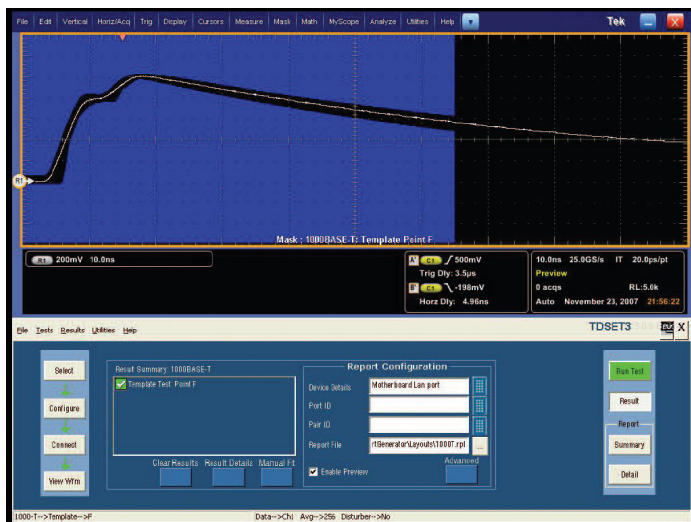 File Edit Vertical Horiz/Acq Trig Display Cursors Measure Mask Math MyScope Analyze Utilities Help Tek X
R1
Mask : 1000BASE-T: Template Point F
R1 200mV 10.0ns
A' C1 500mV
Trig Dly: 3.5µs
B' C1 -198mV
Horz Dly: 4.96ns
10.0ns 25.0GS/s IT 20.0ps/pt
Preview
0 acqs RL:5.0k
Auto November 23, 2007 21:56:22
File Tests Results Utilities Help TDSET3 X
Select
Configure
Connect
View Wfm
Result Summary: 1000BASE-T
Template Test: Point F
Clear Results Result Details Manual Fit
Report Configuration
Device Details Motherboard Lan port
Port ID
Pair ID
Report File rtGenerator\Layouts\1000T.rpl ...
Enable Preview
Advanced
Run Test
Result
Report
Summary
Detail
1000-T-->Template-->F Data-->Ch1 Avg-->256 Disturber-->No